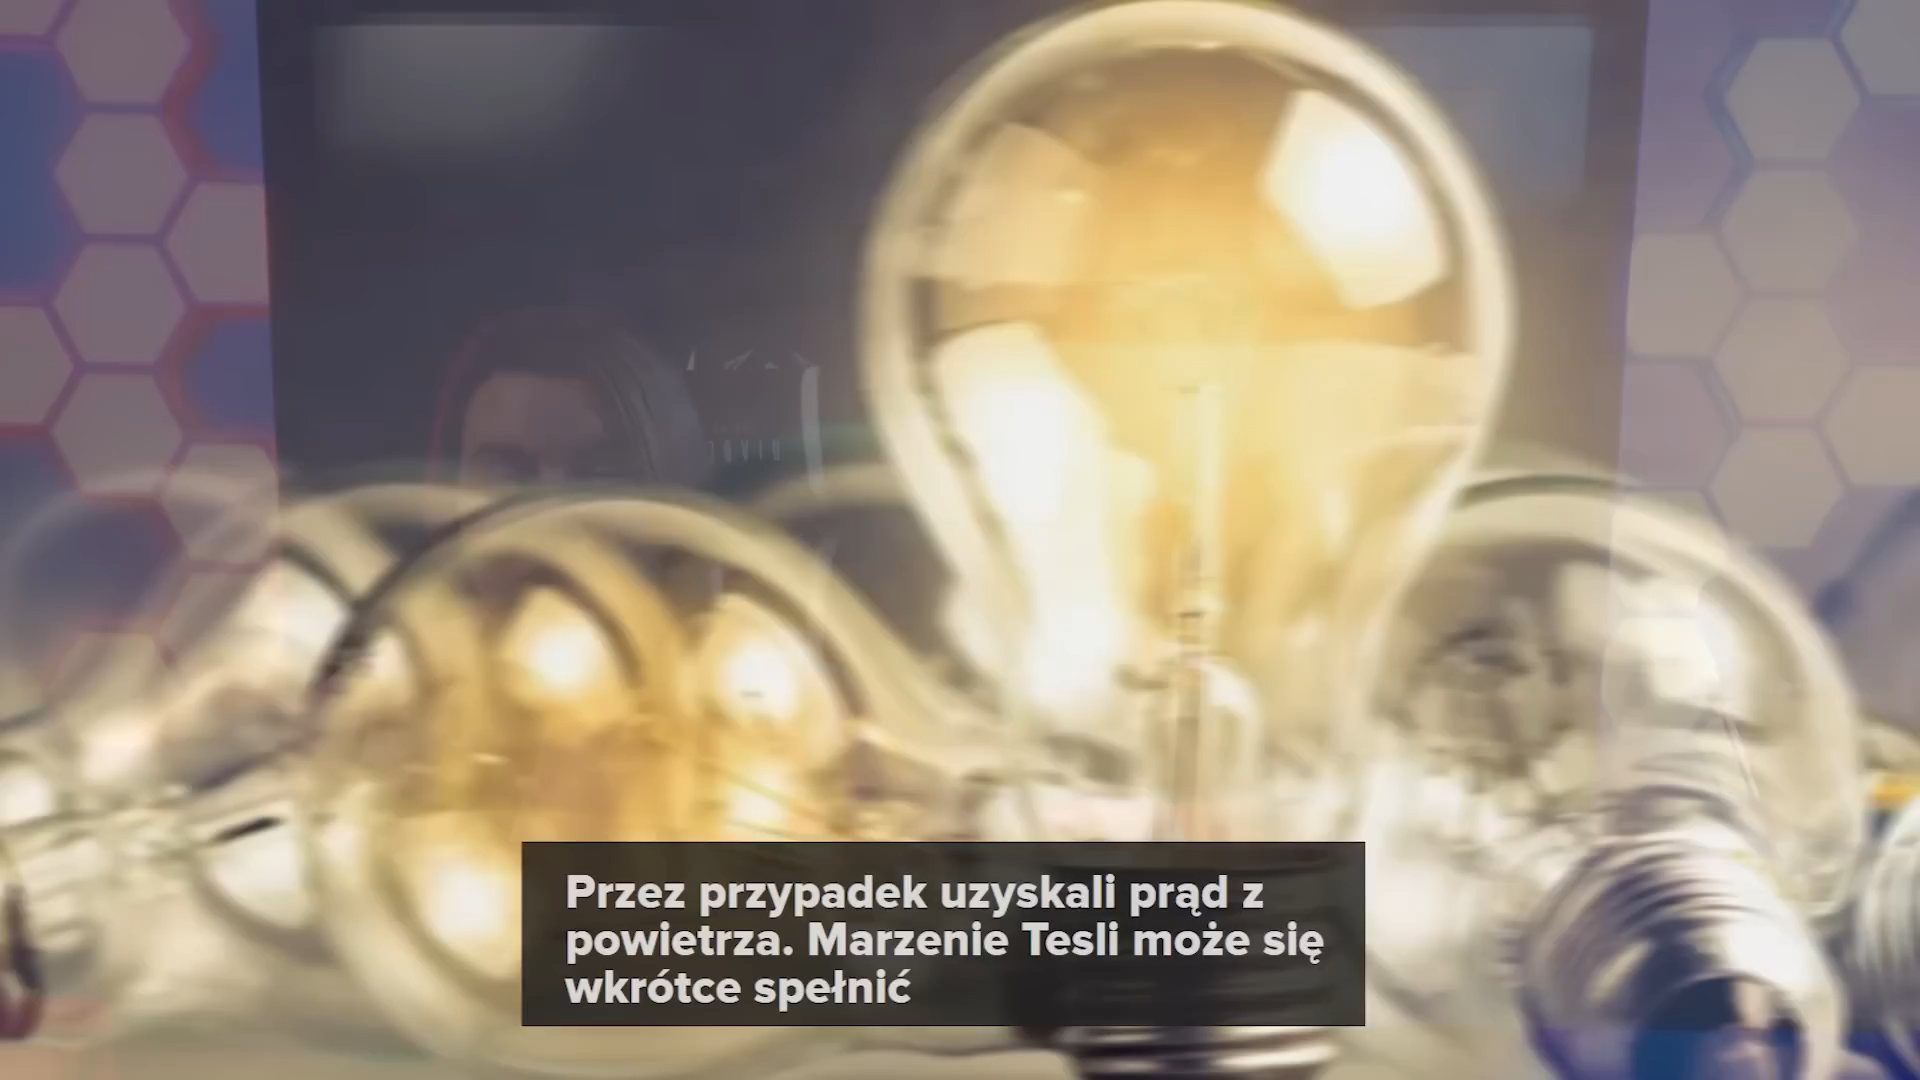 Przez przypadek uzyskali prąd z
powietrza. Marzenie Tesli może się
wkrótce spełnić